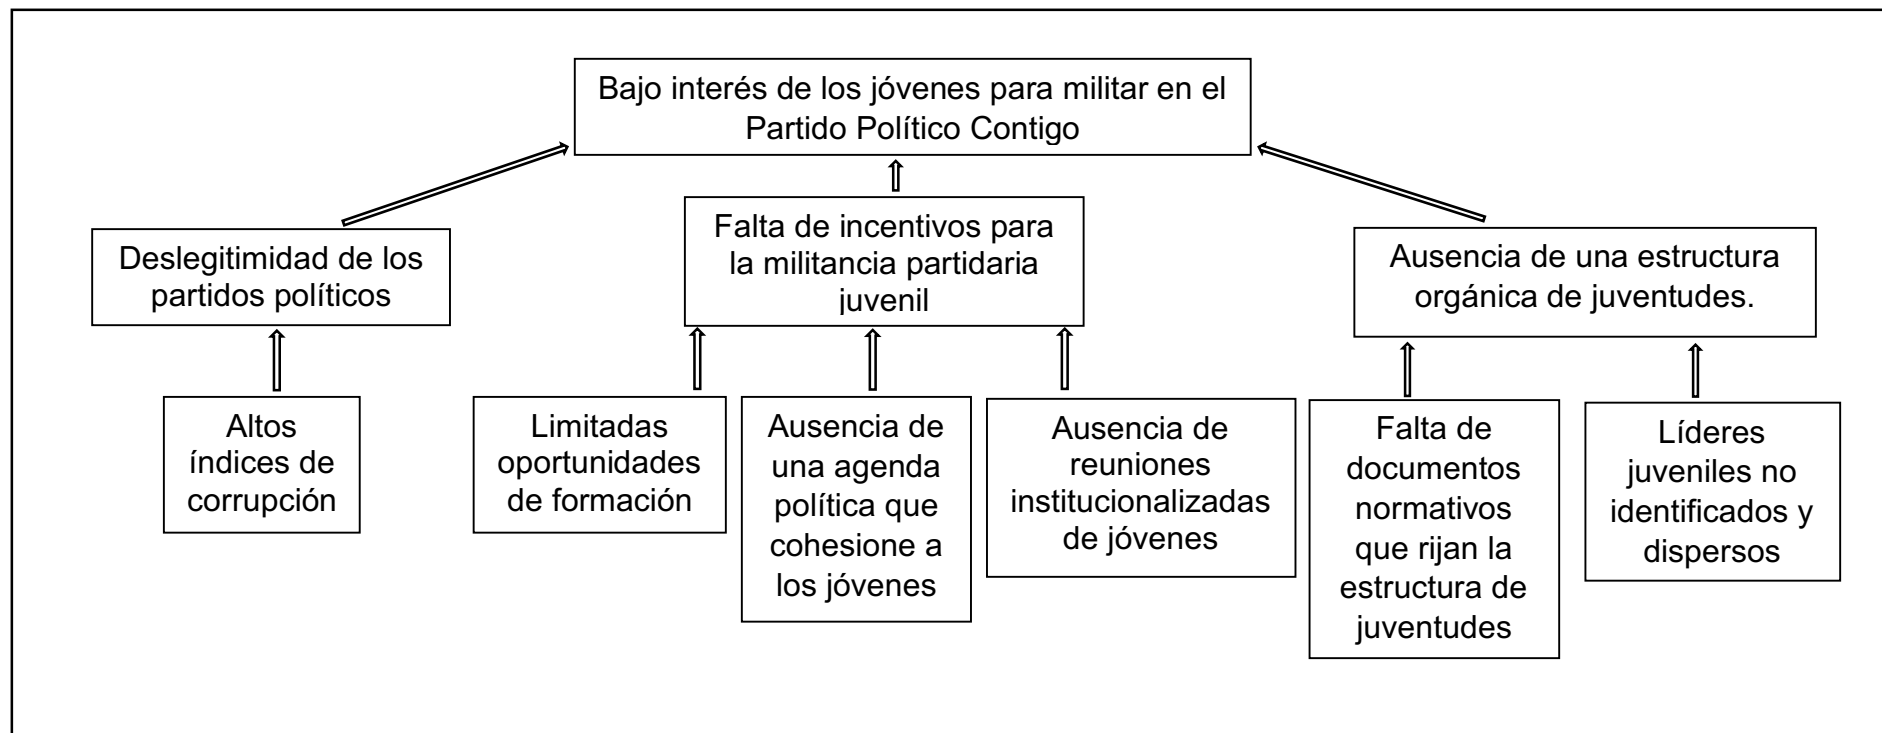 Bajo interés de los jóvenes para militar en el
Partido Político Contigo
Deslegitimidad de los
partidos políticos
Falta de incentivos para
la militancia partidaria
juvenil
Ausencia de una estructura
orgánica de juventudes.
Altos
índices de
corrupción
Limitadas
oportunidades
de formación
Ausencia de
una agenda
política que
cohesione a
los jóvenes
Ausencia de
reuniones
institucionalizadas
de jóvenes
Falta de
documentos
normativos
que rijan la
estructura de
juventudes
Líderes
juveniles no
identificados y
dispersos